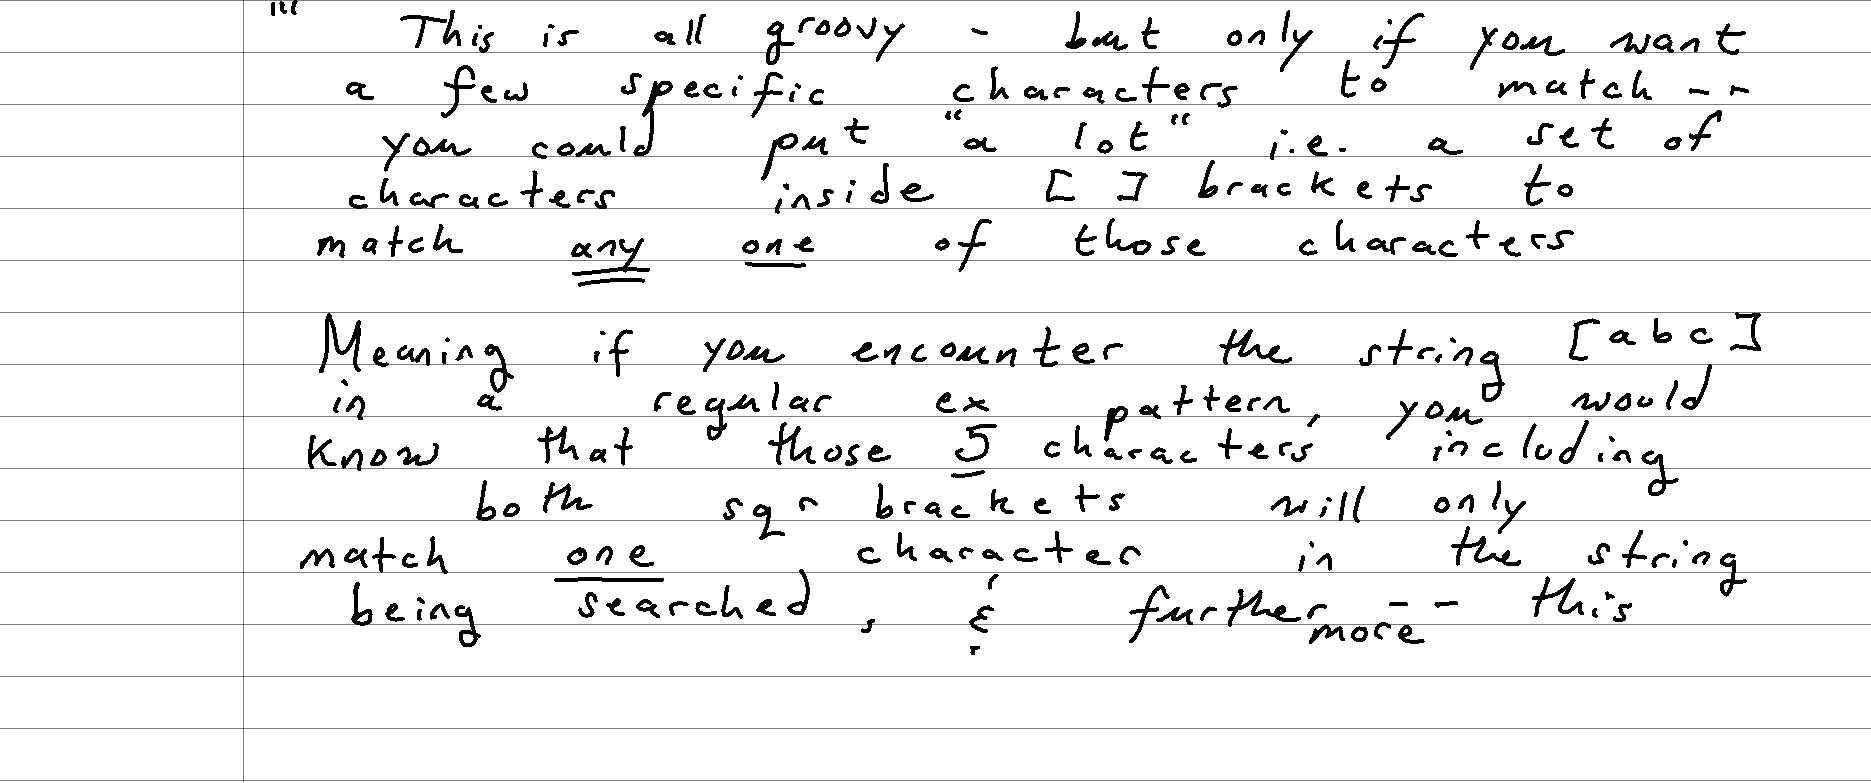 " This is all groovy - but only if you want
a few specific characters to match --
you could put "a lot" i.e. a set of
characters inside [ ] brackets to
match any one of those characters
Meaning if you encounter the string [abc]
in a regular ex pattern, you would
know that those 5 characters including
both sqr brackets will only
match one character in the string
being searched, & furthermore -- this